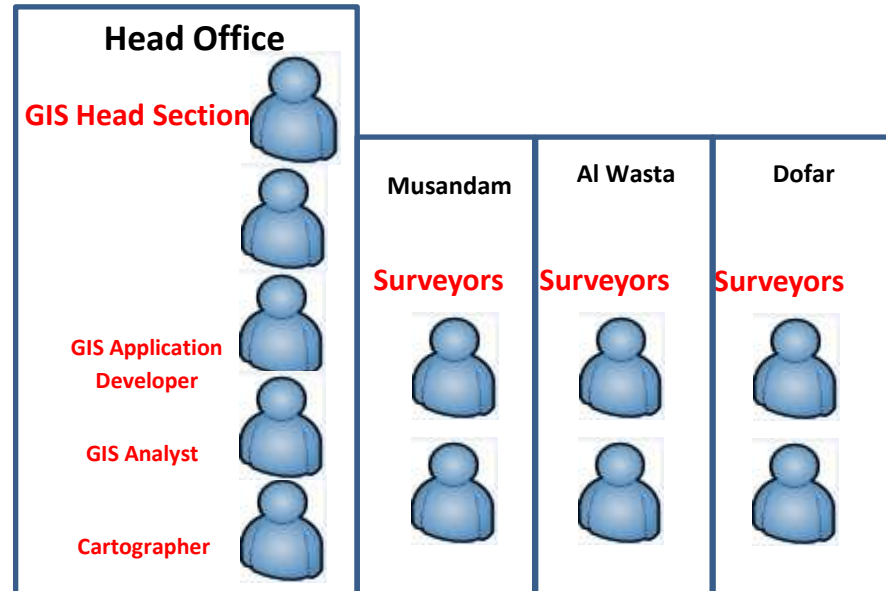 Head Office
GIS Head Section
GIS Application
Developer
GIS Analyst
Cartographer
Musandam
Surveyors
Al Wasta
Surveyors
Dofar
Surveyors